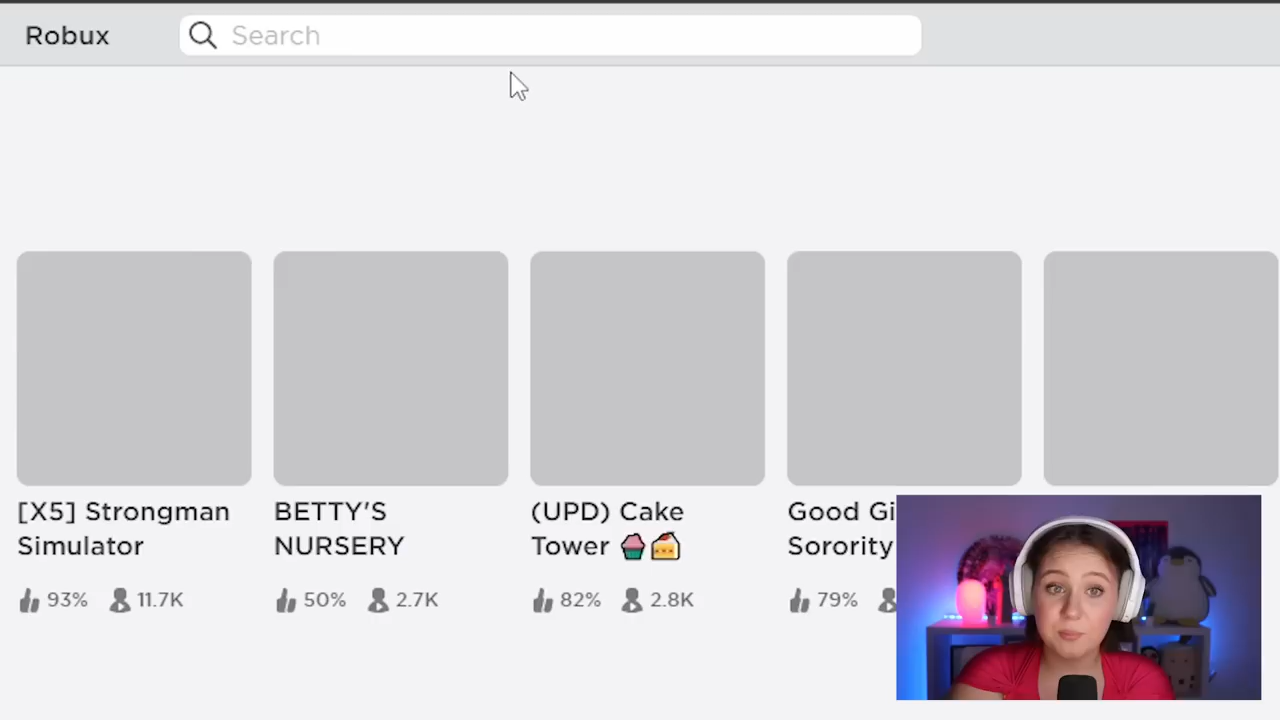 Robux
Search
[X5] Strongman
Simulator
93% 11.7K
BETTY'S
NURSERY
50% 2.7K
(UPD) Cake
Tower 🧁🍰
82% 2.8K
Good Gi
Sorority
79%